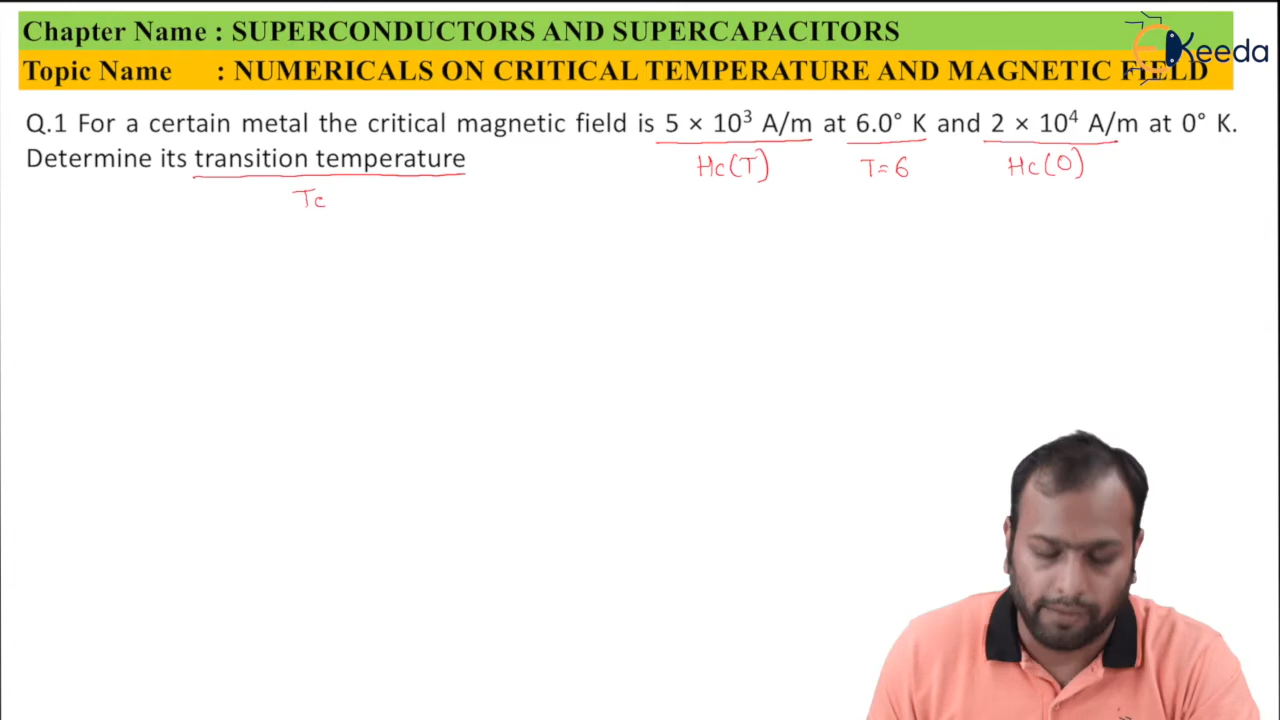 Chapter Name : SUPERCONDUCTORS AND SUPERCAPACITORS
Topic Name : NUMERICALS ON CRITICAL TEMPERATURE AND MAGNETIC FIELD
Keeda
Q.1 For a certain metal the critical magnetic field is 5 × 10³ A/m at 6.0° K and 2 × 10⁴ A/m at 0° K.
Determine its transition temperature
Hc(T) T=6 Hc(0)
Tc